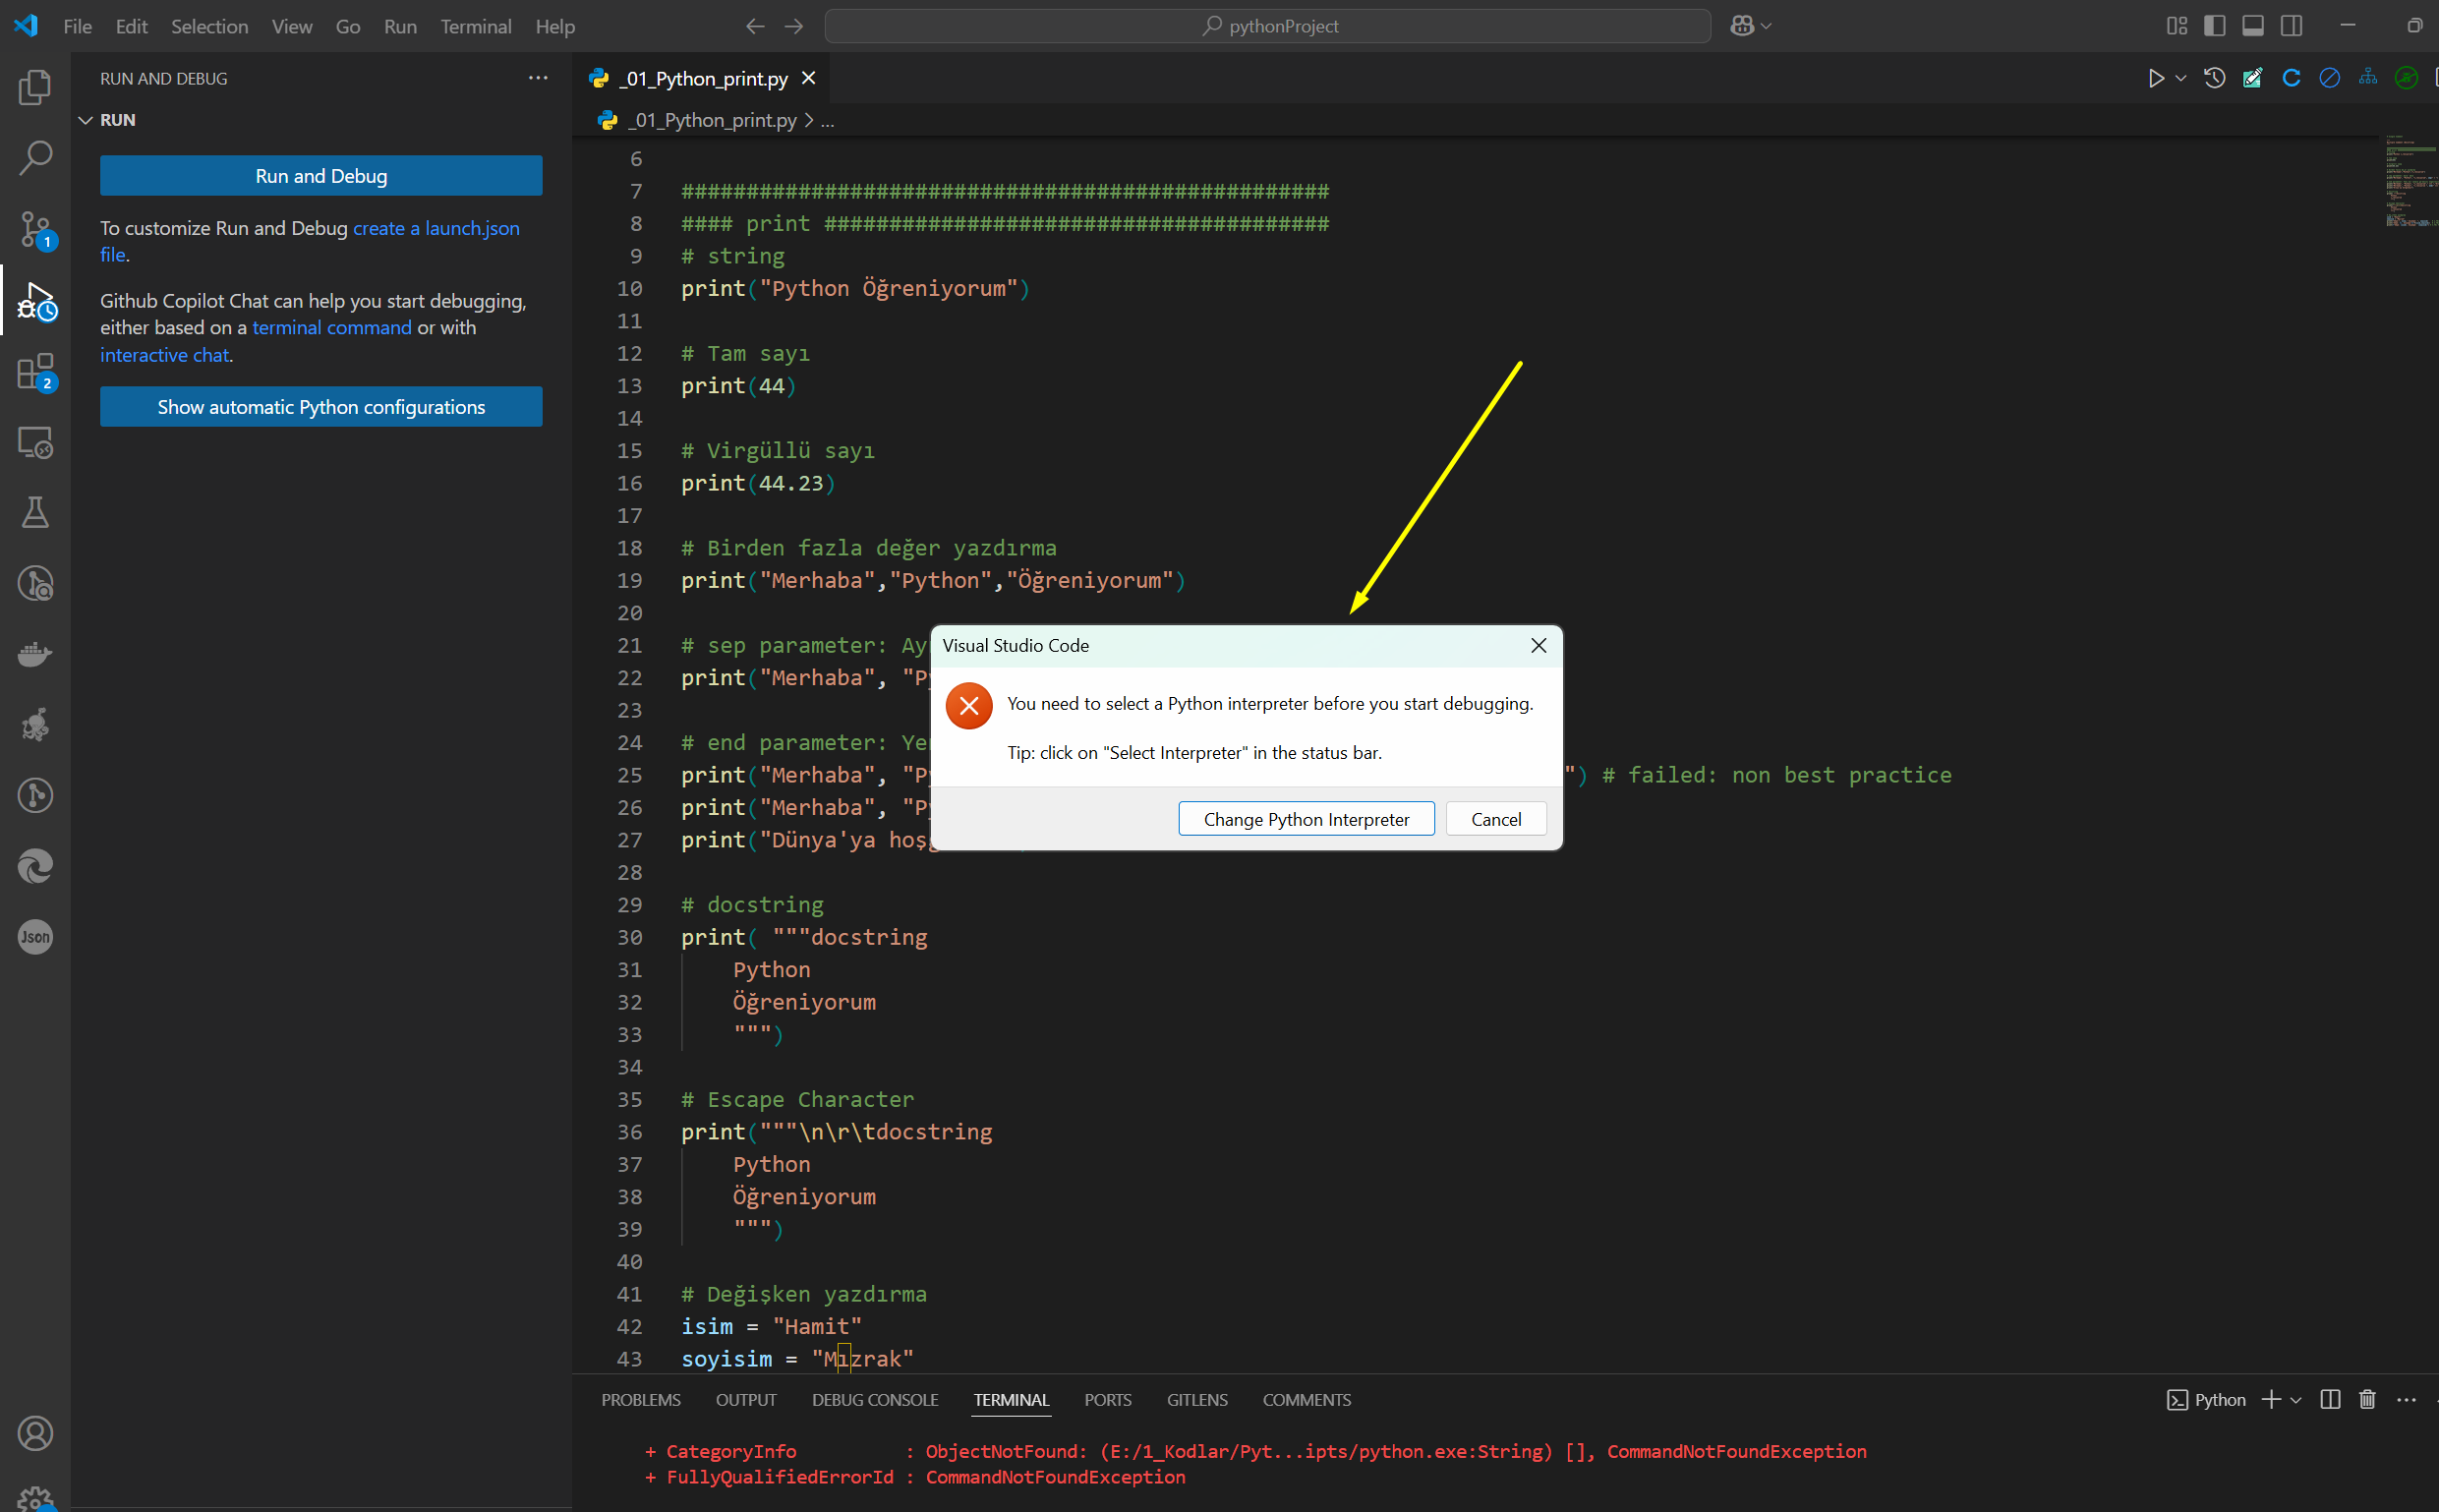 File Edit Selection View Go Run Terminal Help
pythonProject
RUN AND DEBUG
RUN
Run and Debug
To customize Run and Debug create a launch.json
file.
Github Copilot Chat can help you start debugging,
either based on a terminal command or with
interactive chat.
Show automatic Python configurations
1
2
Json
_01_Python_print.py
_01_Python_print.py > ...
6
7 ##################################################
8 #### print #######################################
9 # string
10 print("Python Öğreniyorum")
11
12 # Tam sayı
13 print(44)
14
15 # Virgüllü sayı
16 print(44.23)
17
18 # Birden fazla değer yazdırma
19 print("Merhaba","Python","Öğreniyorum")
20
21 # sep parameter: Ay
22 print("Merhaba", "Py
23
24 # end parameter: Ye
25 print("Merhaba", "Py ") # failed: non best practice
26 print("Merhaba", "Py
27 print("Dünya'ya hoşg
28
29 # docstring
30 print( """docstring
31 Python
32 Öğreniyorum
33 """)
34
35 # Escape Character
36 print("""\n\r\tdocstring
37 Python
38 Öğreniyorum
39 """)
40
41 # Değişken yazdırma
42 isim = "Hamit"
43 soyisim = "Mızrak"
Visual Studio Code
You need to select a Python interpreter before you start debugging.
Tip: click on "Select Interpreter" in the status bar.
Change Python Interpreter Cancel
PROBLEMS OUTPUT DEBUG CONSOLE TERMINAL PORTS GITLENS COMMENTS
Python
+ CategoryInfo : ObjectNotFound: (E:/1_Kodlar/Pyt...ipts/python.exe:String) [], CommandNotFoundException
+ FullyQualifiedErrorId : CommandNotFoundException